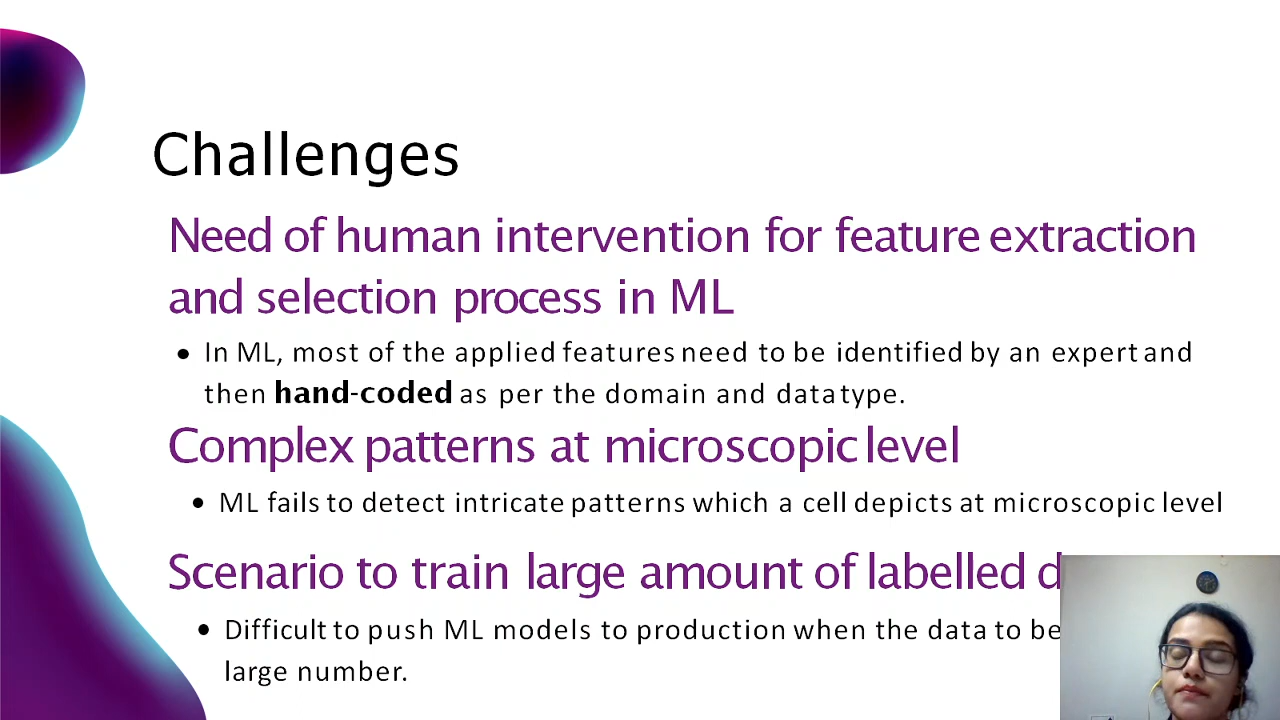 Challenges
Need of human intervention for feature extraction
and selection process in ML
• In ML, most of the applied features need to be identified by an expert and
then hand-coded as per the domain and data type.
Complex patterns at microscopic level
• ML fails to detect intricate patterns which a cell depicts at microscopic level
Scenario to train large amount of labelled
• Difficult to push ML models to production when the data to be
large number.